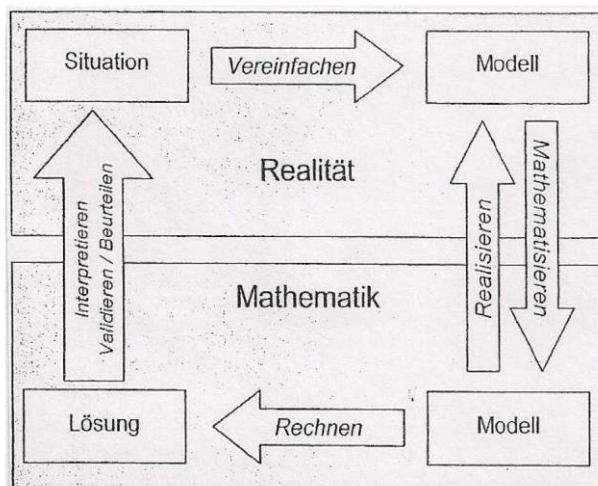 Situation
Vereinfachen
Modell
Realität
Interpretieren
Validieren / Beurteilen
Realisieren
Mathematisieren
Mathematik
Lösung
Rechnen
Modell